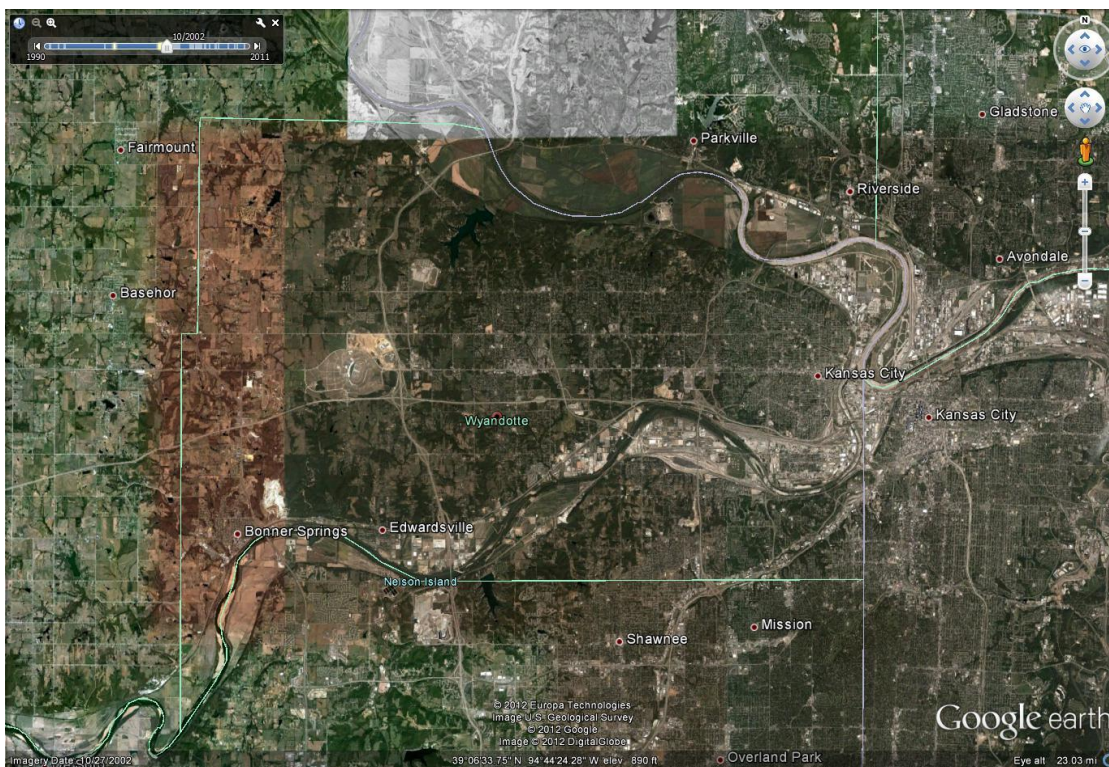 10/2002
1990
2011
N
Gladstone
Parkville
Fairmount
Riverside
Avondale
Basehor
Kansas City
Kansas City
Wyandotte
Edwardsville
Bonner Springs
Nelson Island
Mission
Shawnee
© 2012 Europa Technologies
Image U.S. Geological Survey
© 2012 Google
Image © 2012 DigitalGlobe
Google earth
Overland Park
Imagery Date: 10/27/2002
39°06'33.75" N 94°44'24.28" W elev 890 ft
Eye alt 23.03 mi